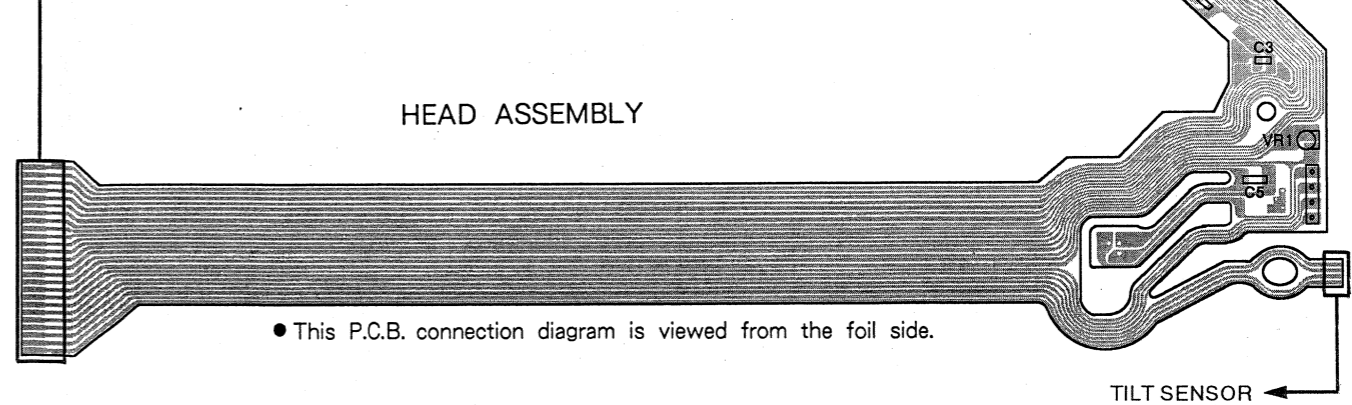 C3
HEAD ASSEMBLY
VR1
C5
● This P.C.B. connection diagram is viewed from the foil side.
TILT SENSOR